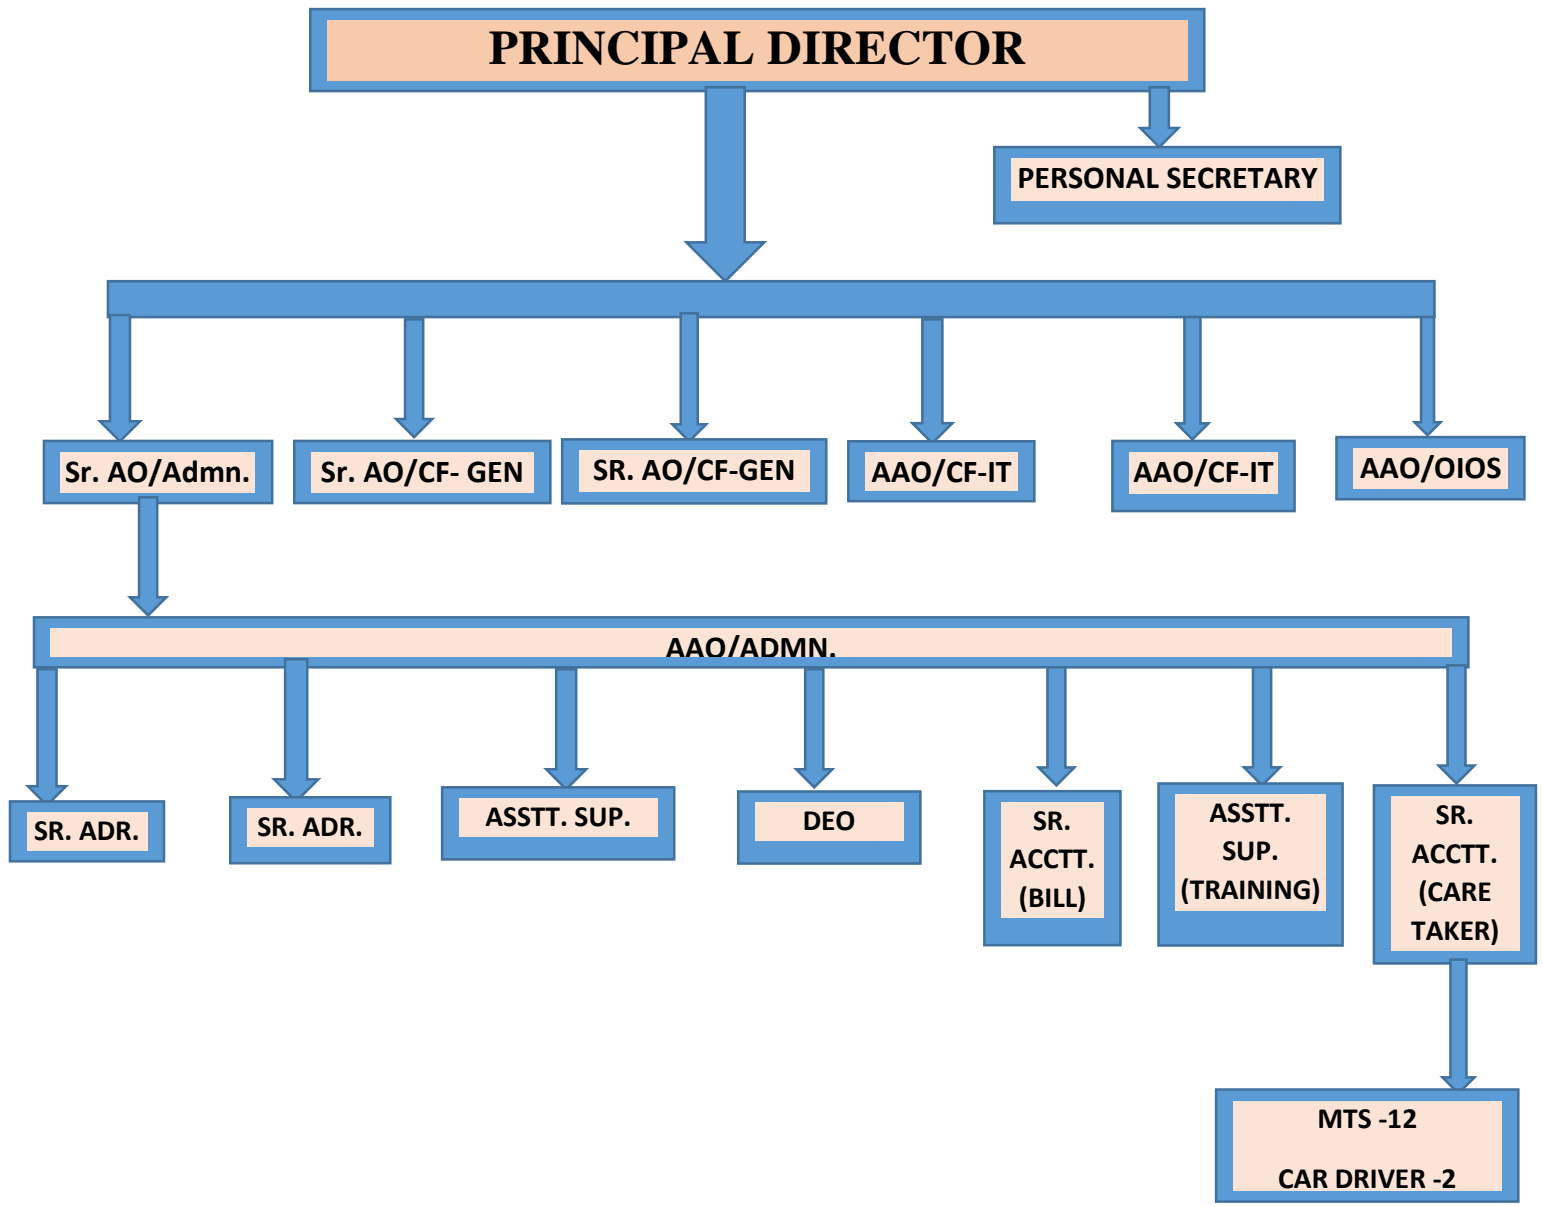 PRINCIPAL DIRECTOR
PERSONAL SECRETARY
Sr. AO/Admn.
Sr. AO/CF- GEN
SR. AO/CF-GEN
AAO/CF-IT
AAO/CF-IT
AAO/OIOS
AAO/ADMN.
SR. ADR.
SR. ADR.
ASSTT. SUP.
DEO
SR.
ACCTT.
(BILL)
ASSTT.
SUP.
(TRAINING)
SR.
ACCTT.
(CARE
TAKER)
MTS -12
CAR DRIVER -2